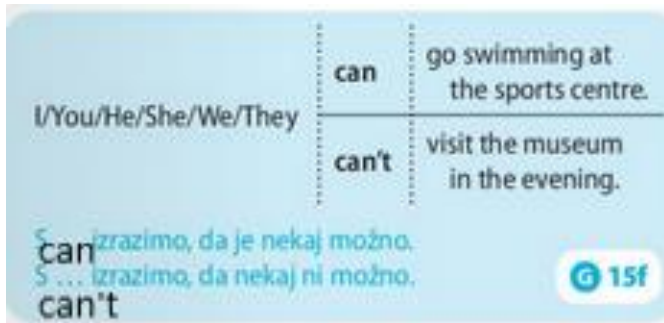 can
go swimming at
the sports centre.
I/You/He/She/We/They
can't
visit the museum
in the evening.
S can izrazimo, da je nekaj možno.
S ... izrazimo, da nekaj ni možno.
can't
G 15f